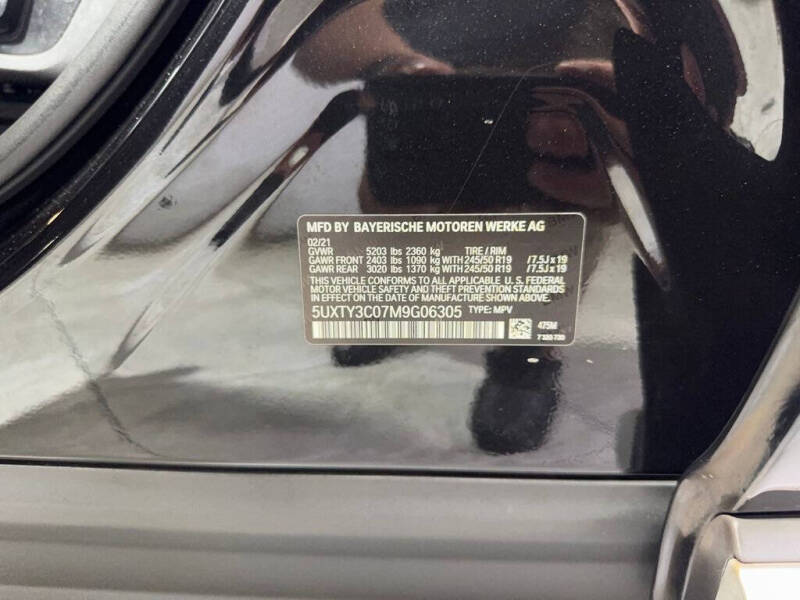 MFD BY BAYERISCHE MOTOREN WERKE AG
02/21
GVWR 5203 lbs 2360 kg TIRE / RIM
GAWR FRONT 2403 lbs 1090 kg WITH 245/50 R19 /7.5J x 19
GAWR REAR 3020 lbs 1370 kg WITH 245/50 R19 /7.5J x 19
THIS VEHICLE CONFORMS TO ALL APPLICABLE U. S. FEDERAL
MOTOR VEHICLE SAFETY AND THEFT PREVENTION STANDARDS
IN EFFECT ON THE DATE OF MANUFACTURE SHOWN ABOVE.
5UXTY3C07M9G06305 TYPE: MPV
475M